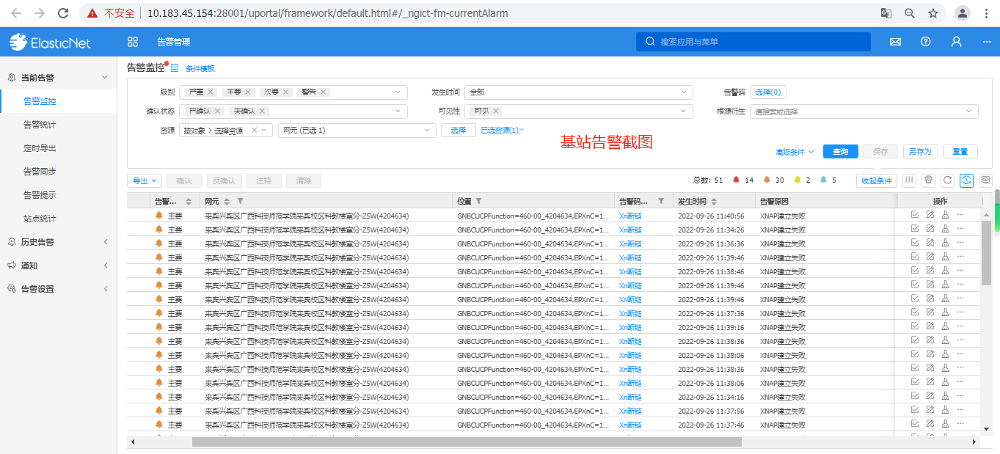 不安全 10.183.45.154:28001/uportal/framework/default.html#/_ngict-fm-currentAlarm
ElasticNet 告警管理 搜索应用与菜单
当前告警
告警监控
告警统计
定时导出
告警同步
告警提示
站点统计
历史告警
通知
告警设置
告警监控 条件模板
级别 严重 主要 次要 警告 发生时间 全部 告警码 选择(0)
确认状态 已确认 未确认 可见性 可见 根源衍生 请搜索或选择
资源 按对象 > 选择资源 网元 (已选 1) 选择 已选资源(1)
基站告警截图
高级条件 查询 保存 另存为 重置
导出 确认 反确认 注释 清除 总数: 51 14 30 2 5 收起条件
告警... 网元 位置 告警码... 发生时间 告警原因 操作
主要 来宾兴宾区广西科技师范学院来宾校区科教楼室分-Z5W(4204634) GNBCUCPFunction=460-00_4204634,EPXnC=1... Xn断链 2022-09-26 11:40:56 XNAP建立失败
主要 来宾兴宾区广西科技师范学院来宾校区科教楼室分-Z5W(4204634) GNBCUCPFunction=460-00_4204634,EPXnC=1... Xn断链 2022-09-26 11:34:26 XNAP建立失败
主要 来宾兴宾区广西科技师范学院来宾校区科教楼室分-Z5W(4204634) GNBCUCPFunction=460-00_4204634,EPXnC=1... Xn断链 2022-09-26 11:36:36 XNAP建立失败
主要 来宾兴宾区广西科技师范学院来宾校区科教楼室分-Z5W(4204634) GNBCUCPFunction=460-00_4204634,EPXnC=1... Xn断链 2022-09-26 11:39:46 XNAP建立失败
主要 来宾兴宾区广西科技师范学院来宾校区科教楼室分-Z5W(4204634) GNBCUCPFunction=460-00_4204634,EPXnC=1... Xn断链 2022-09-26 11:38:46 XNAP建立失败
主要 来宾兴宾区广西科技师范学院来宾校区科教楼室分-Z5W(4204634) GNBCUCPFunction=460-00_4204634,EPXnC=1... Xn断链 2022-09-26 11:39:46 XNAP建立失败
主要 来宾兴宾区广西科技师范学院来宾校区科教楼室分-Z5W(4204634) GNBCUCPFunction=460-00_4204634,EPXnC=1... Xn断链 2022-09-26 11:39:46 XNAP建立失败
主要 来宾兴宾区广西科技师范学院来宾校区科教楼室分-Z5W(4204634) GNBCUCPFunction=460-00_4204634,EPXnC=1... Xn断链 2022-09-26 11:37:36 XNAP建立失败
主要 来宾兴宾区广西科技师范学院来宾校区科教楼室分-Z5W(4204634) GNBCUCPFunction=460-00_4204634,EPXnC=1... Xn断链 2022-09-26 11:39:16 XNAP建立失败
主要 来宾兴宾区广西科技师范学院来宾校区科教楼室分-Z5W(4204634) GNBCUCPFunction=460-00_4204634,EPXnC=1... Xn断链 2022-09-26 11:38:36 XNAP建立失败
主要 来宾兴宾区广西科技师范学院来宾校区科教楼室分-Z5W(4204634) GNBCUCPFunction=460-00_4204634,EPXnC=1... Xn断链 2022-09-26 11:38:06 XNAP建立失败
主要 来宾兴宾区广西科技师范学院来宾校区科教楼室分-Z5W(4204634) GNBCUCPFunction=460-00_4204634,EPXnC=1... Xn断链 2022-09-26 11:38:36 XNAP建立失败
主要 来宾兴宾区广西科技师范学院来宾校区科教楼室分-Z5W(4204634) GNBCUCPFunction=460-00_4204634,EPXnC=1... Xn断链 2022-09-26 11:38:06 XNAP建立失败
主要 来宾兴宾区广西科技师范学院来宾校区科教楼室分-Z5W(4204634) GNBCUCPFunction=460-00_4204634,EPXnC=1... Xn断链 2022-09-26 11:34:16 XNAP建立失败
主要 来宾兴宾区广西科技师范学院来宾校区科教楼室分-Z5W(4204634) GNBCUCPFunction=460-00_4204634,EPXnC=1... Xn断链 2022-09-26 11:37:56 XNAP建立失败
主要 来宾兴宾区广西科技师范学院来宾校区科教楼室分-Z5W(4204634) GNBCUCPFunction=460-00_4204634,EPXnC=1... Xn断链 2022-09-26 11:37:46 XNAP建立失败